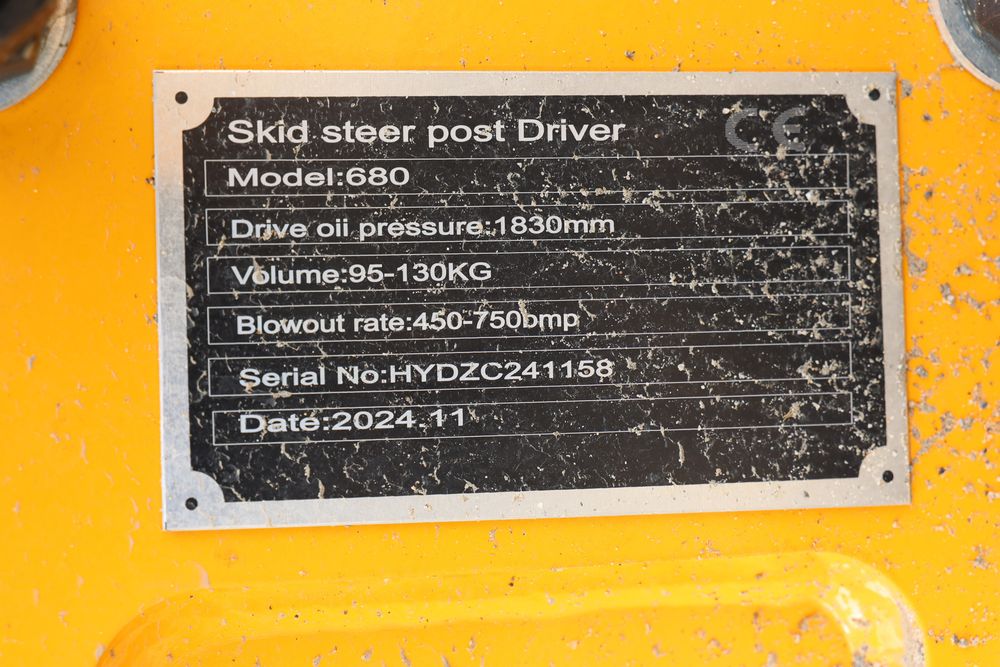 Skid steer post Driver CE
Model:680
Drive oii pressure:1830mm
Volume:95-130KG
Blowout rate:450-750bmp
Serial No:HYDZC241158
Date:2024.11